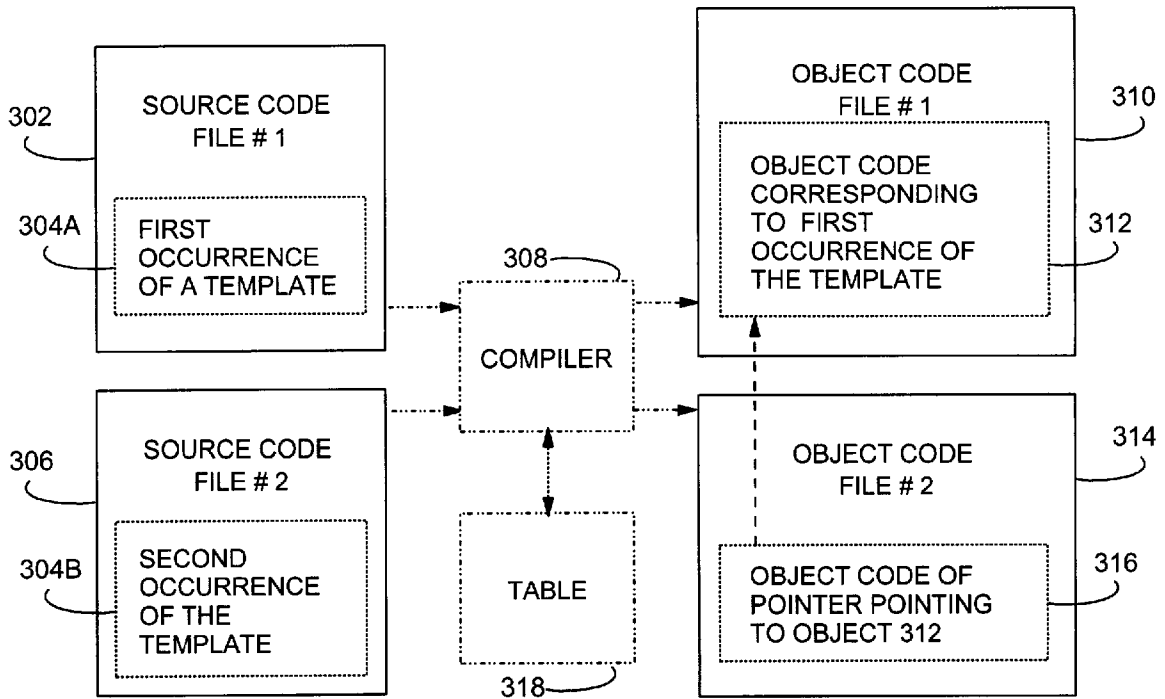 302
SOURCE CODE
FILE # 1
304A
FIRST
OCCURRENCE
OF A TEMPLATE
306
SOURCE CODE
FILE # 2
304B
SECOND
OCCURRENCE
OF THE
TEMPLATE
308
COMPILER
TABLE
318
OBJECT CODE
FILE # 1
310
OBJECT CODE
CORRESPONDING
TO FIRST
OCCURRENCE OF
THE TEMPLATE
312
OBJECT CODE
FILE # 2
314
OBJECT CODE OF
POINTER POINTING
TO OBJECT 312
316